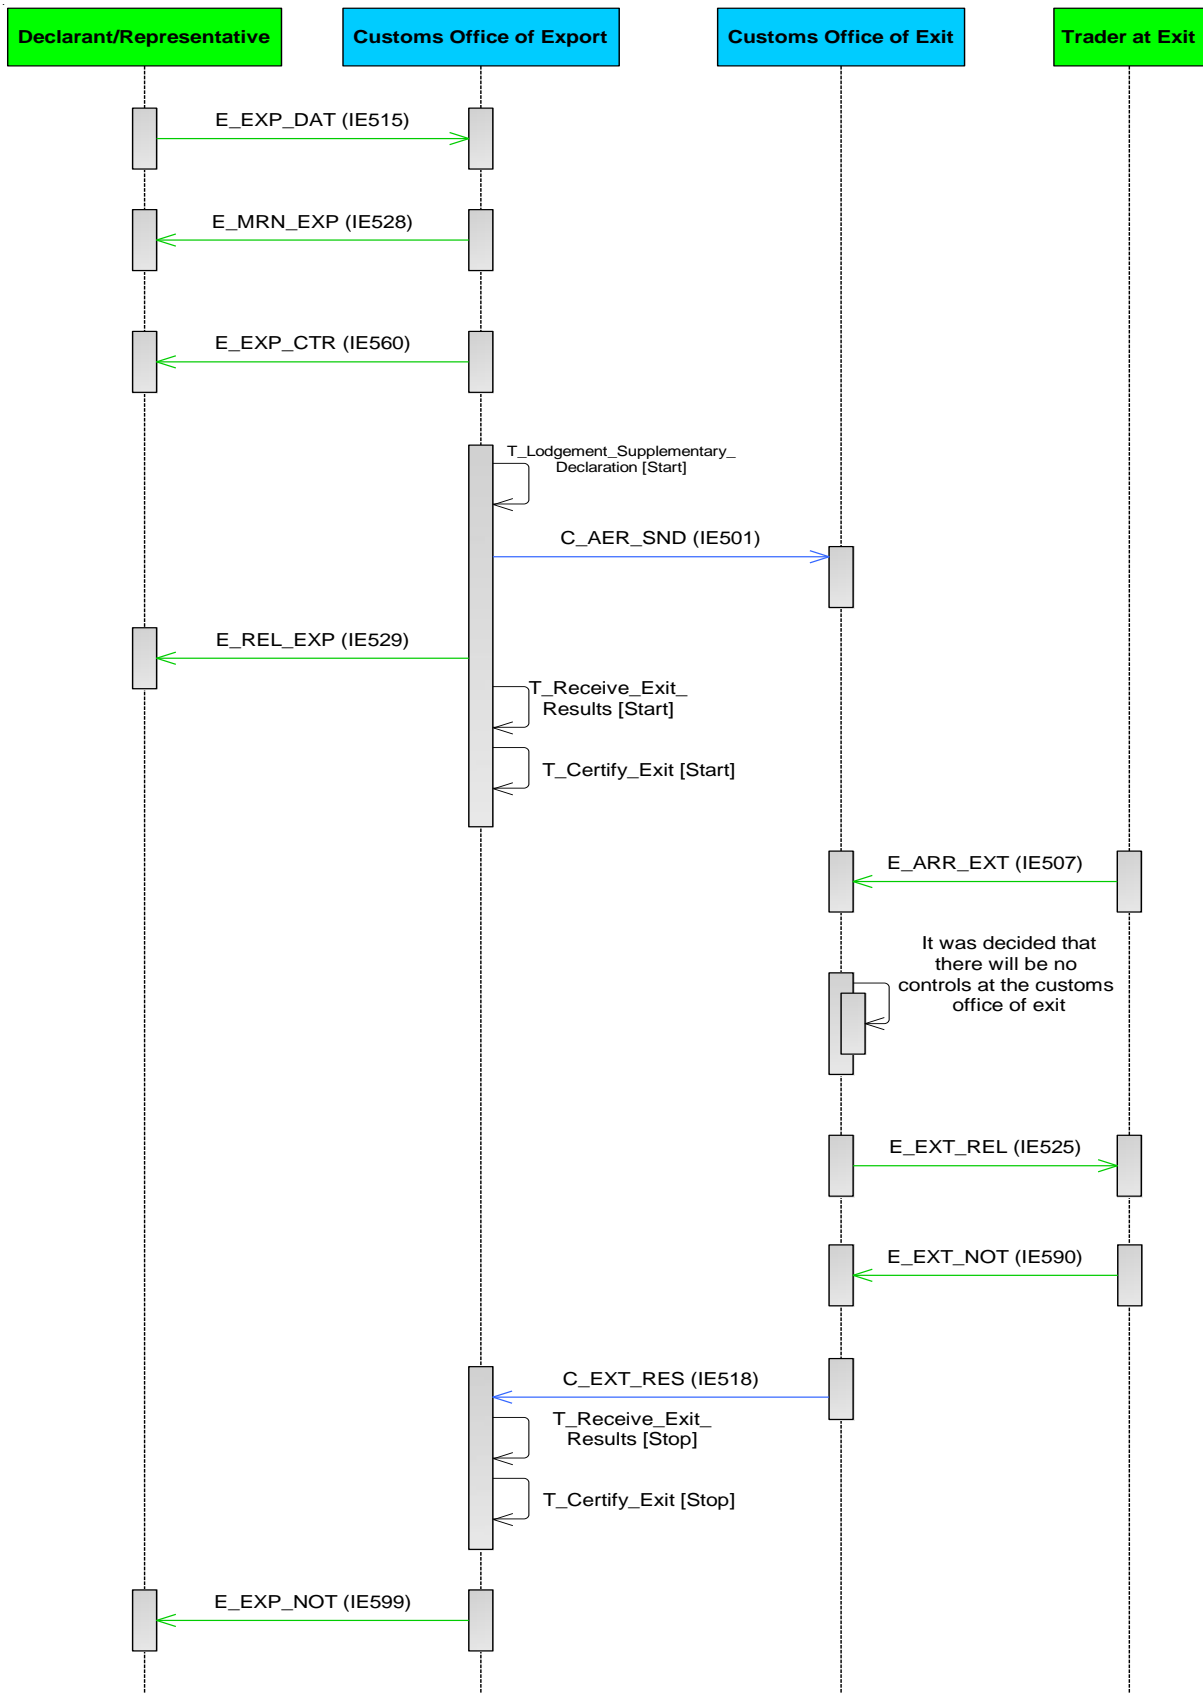 Declarant/Representative
Customs Office of Export
Customs Office of Exit
Trader at Exit
E_EXP_DAT (IE515)
E_MRN_EXP (IE528)
E_EXP_CTR (IE560)
T_Lodgement_Supplementary_
Declaration [Start]
C_AER_SND (IE501)
E_REL_EXP (IE529)
T_Receive_Exit_
Results [Start]
T_Certify_Exit [Start]
E_ARR_EXT (IE507)
It was decided that
there will be no
controls at the customs
office of exit
E_EXT_REL (IE525)
E_EXT_NOT (IE590)
C_EXT_RES (IE518)
T_Receive_Exit_
Results [Stop]
T_Certify_Exit [Stop]
E_EXP_NOT (IE599)